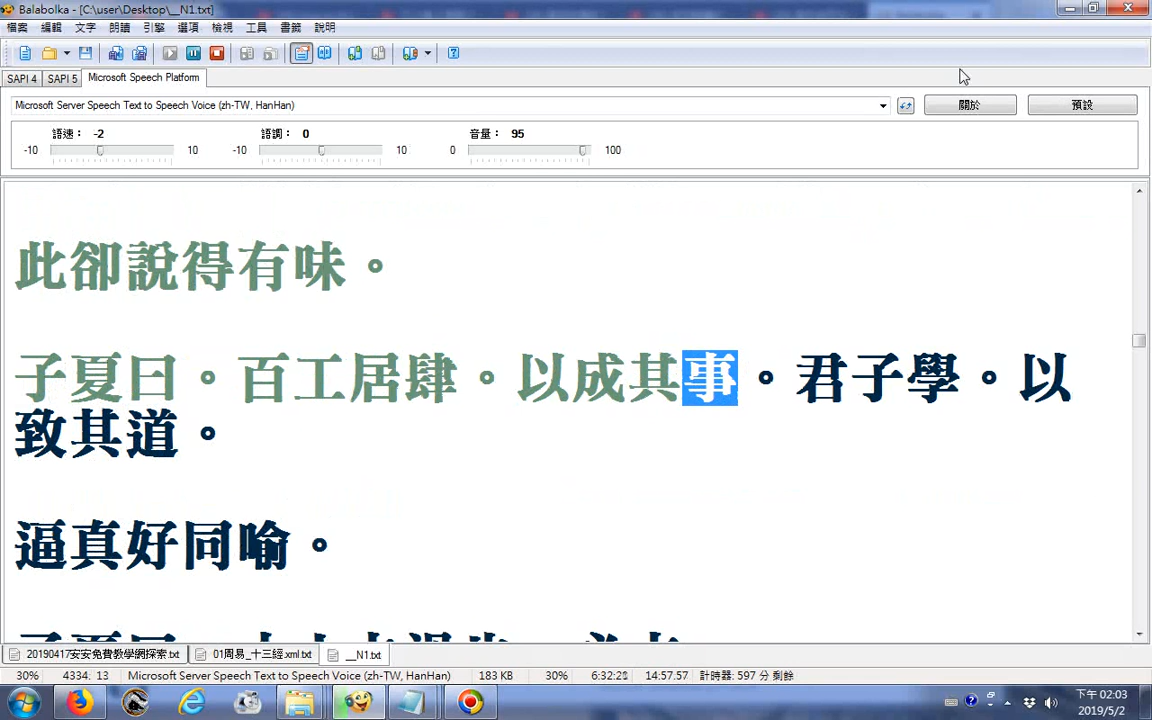 Balabolka - [C:\user\Desktop\__N1.txt]
檔案 編輯 文字 朗讀 引擎 選項 檢視 工具 書籤 說明
SAPI 4 SAPI 5 Microsoft Speech Platform
Microsoft Server Speech Text to Speech Voice (zh-TW, HanHan) 關於 預設
語速： -2 語調： 0 音量： 95
-10 10 -10 10 0 100
此卻說得有味。
子夏曰。百工居肆。以成其事。君子學。以
致其道。
逼真好同喻。
20190417安安免費教學網探索.txt 01周易_十三經.xml.txt __N1.txt
30% 4334: 13 Microsoft Server Speech Text to Speech Voice (zh-TW, HanHan) 183 KB 30% 6:32:21 14:57:57 計時器: 597 分 剩餘
下午 02:03
2019/5/2